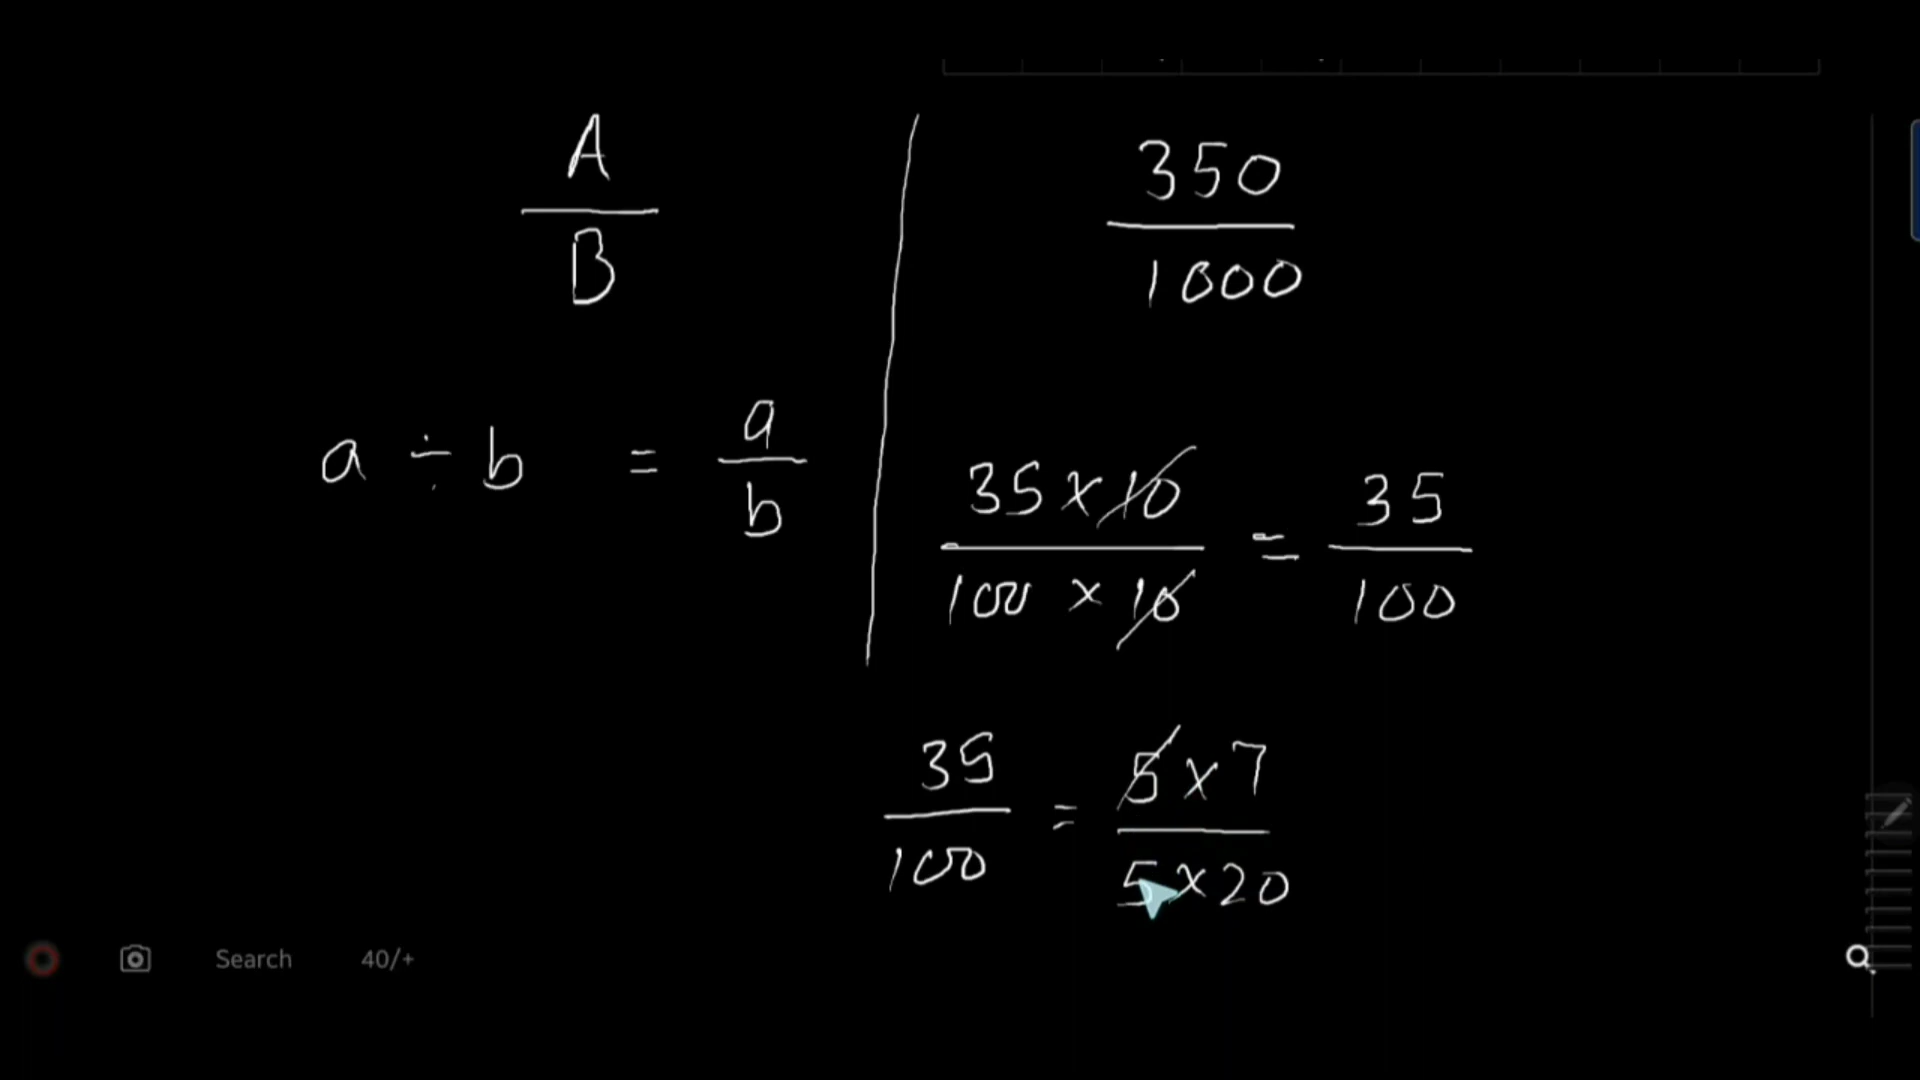 A
B
a ÷ b = a
b
350
1000
35 x 10 = 35
100 x 10 100
35 = 5 x 7
100 5 x 20
Search 40/+